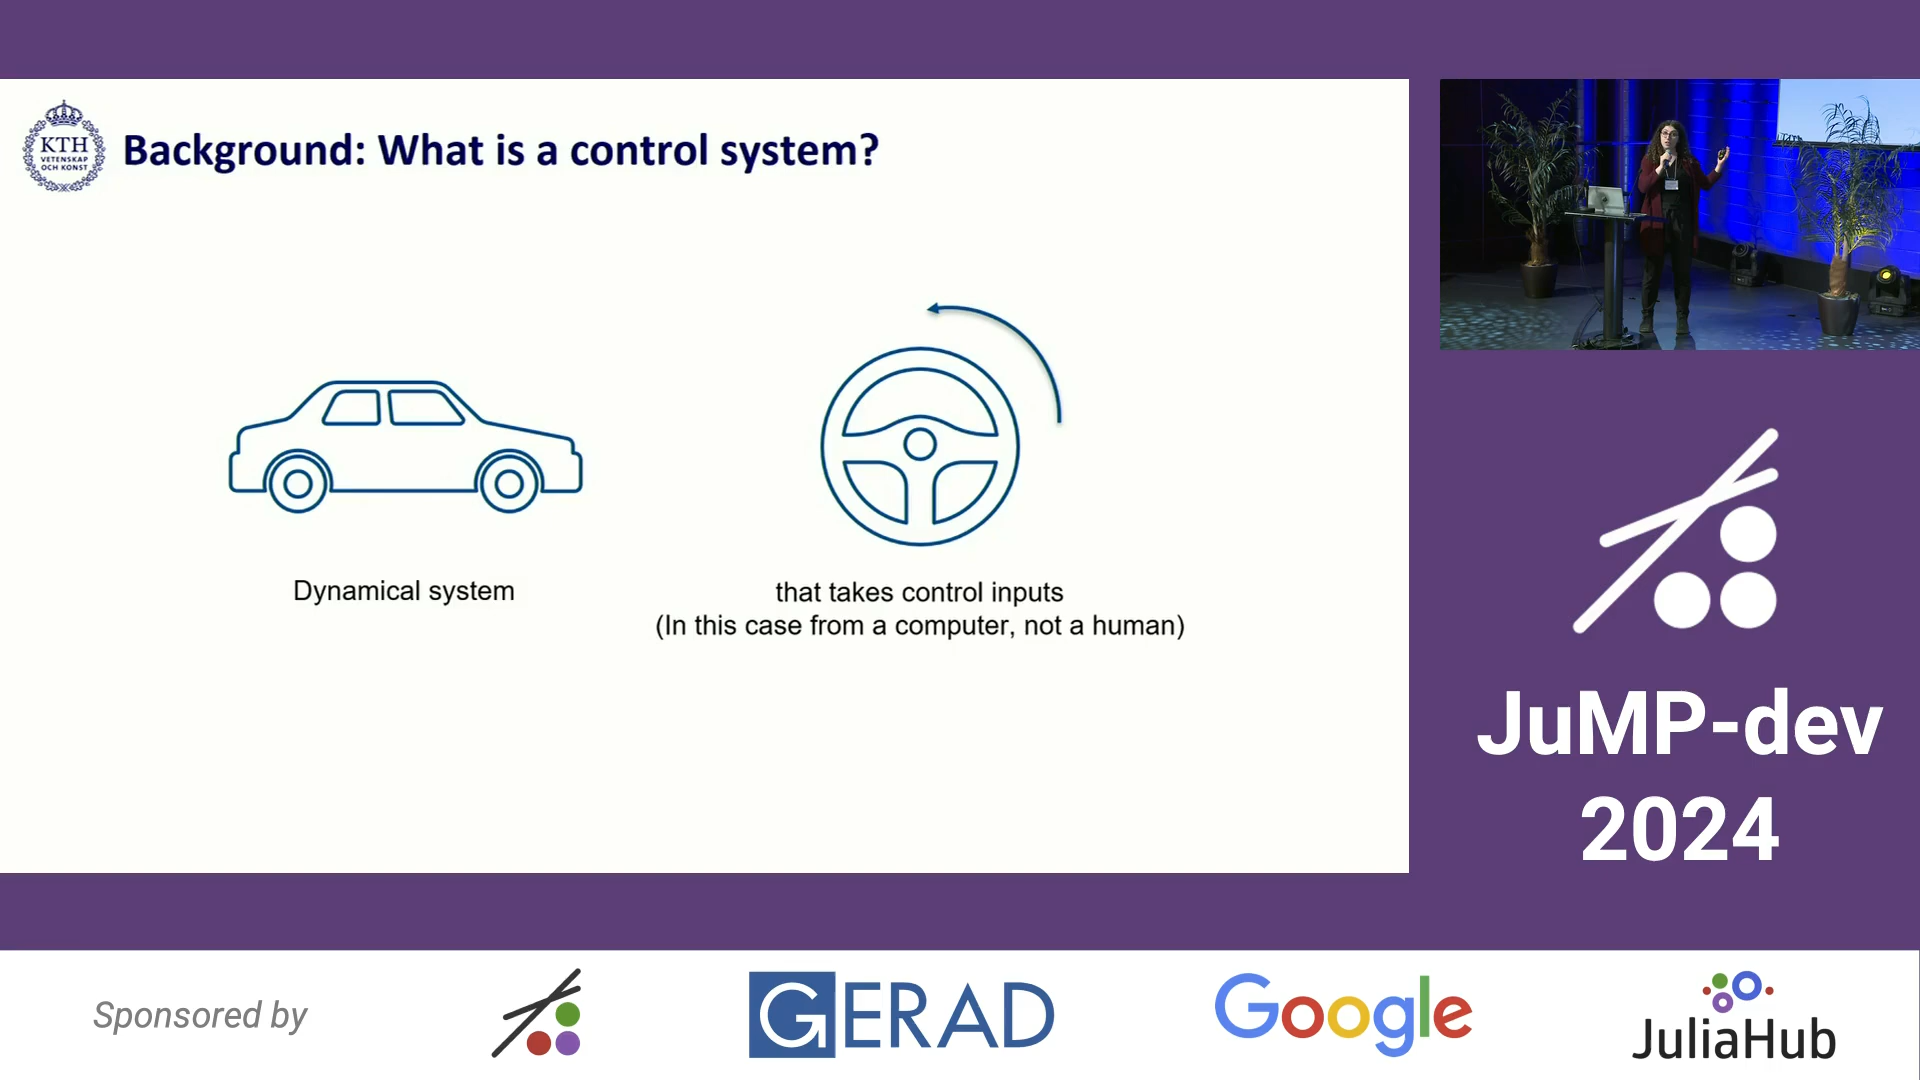 KTH
VETENSKAP
OCH KONST
Background: What is a control system?
Dynamical system
that takes control inputs
(In this case from a computer, not a human)
JuMP-dev
2024
Sponsored by
GERAD
Google
JuliaHub